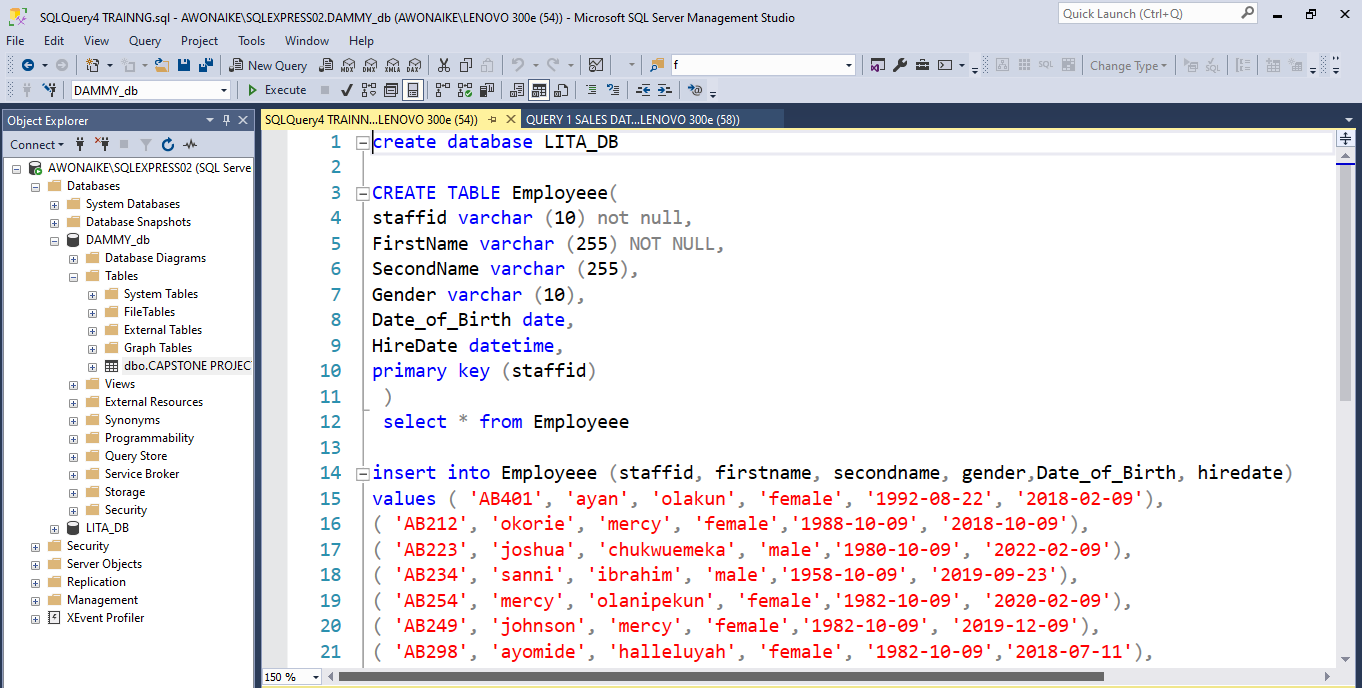 SQLQuery4 TRAINNG.sql - AWONAIKE\SQLEXPRESS02.DAMMY_db (AWONAIKE\LENOVO 300e (54)) - Microsoft SQL Server Management Studio
Quick Launch (Ctrl+Q)
File Edit View Query Project Tools Window Help
New Query MDX DMX XMLA DAX f SQL Change Type SQL
DAMMY_db Execute
Object Explorer
Connect
AWONAIKE\SQLEXPRESS02 (SQL Serve
Databases
System Databases
Database Snapshots
DAMMY_db
Database Diagrams
Tables
System Tables
FileTables
External Tables
Graph Tables
dbo.CAPSTONE PROJEC
Views
External Resources
Synonyms
Programmability
Query Store
Service Broker
Storage
Security
LITA_DB
Security
Server Objects
Replication
Management
XEvent Profiler
SQLQuery4 TRAINN...LENOVO 300e (54)) QUERY 1 SALES DAT...LENOVO 300e (58))
1 create database LITA_DB
2
3 CREATE TABLE Employeee(
4 staffid varchar (10) not null,
5 FirstName varchar (255) NOT NULL,
6 SecondName varchar (255),
7 Gender varchar (10),
8 Date_of_Birth date,
9 HireDate datetime,
10 primary key (staffid)
11 )
12 select * from Employeee
13
14 insert into Employeee (staffid, firstname, secondname, gender,Date_of_Birth, hiredate)
15 values ( 'AB401', 'ayan', 'olakun', 'female', '1992-08-22', '2018-02-09'),
16 ( 'AB212', 'okorie', 'mercy', 'female','1988-10-09', '2018-10-09'),
17 ( 'AB223', 'joshua', 'chukwuemeka', 'male','1980-10-09', '2022-02-09'),
18 ( 'AB234', 'sanni', 'ibrahim', 'male','1958-10-09', '2019-09-23'),
19 ( 'AB254', 'mercy', 'olanipekun', 'female','1982-10-09', '2020-02-09'),
20 ( 'AB249', 'johnson', 'mercy', 'female','1982-10-09', '2019-12-09'),
21 ( 'AB298', 'ayomide', 'halleluyah', 'female', '1982-10-09','2018-07-11'),
150 %